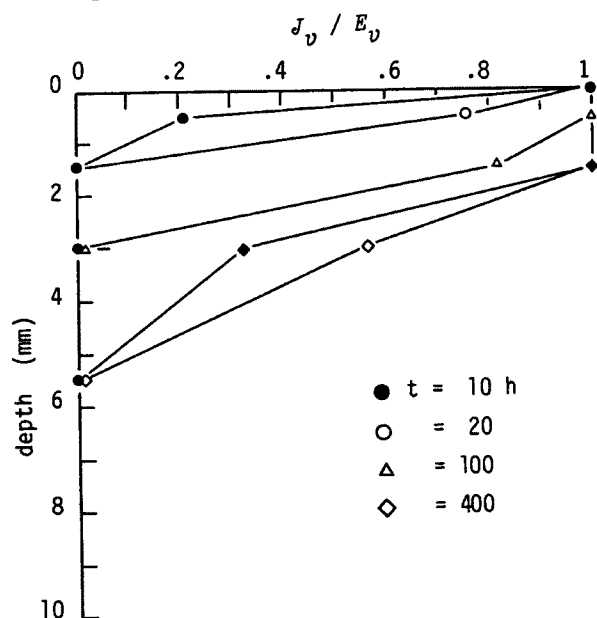 J_v / E_v
0 .2 .4 .6 .8 1
0
2
4
6
8
10
depth (mm)
t = 10 h
= 20
= 100
= 400